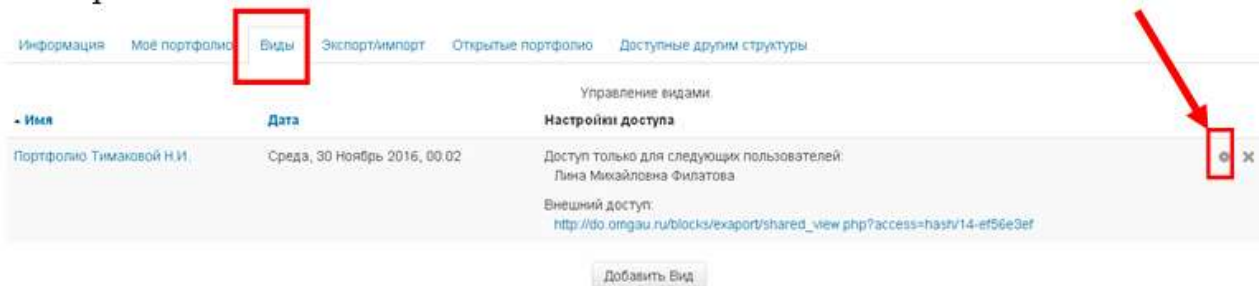 Информация Моё портфолио Виды Экспорт/импорт Открытые портфолио Доступные другим структуры
Управление видами.
Имя Дата Настройки доступа
Портфолио Тимаковой Н.И. Среда, 30 Ноябрь 2016, 00:02 Доступ только для следующих пользователей:
Лина Михайловна Филатова
Внешний доступ:
http://do.omgau.ru/blocks/exaport/shared_view.php?access=hash/14-ef56e3ef
Добавить Вид